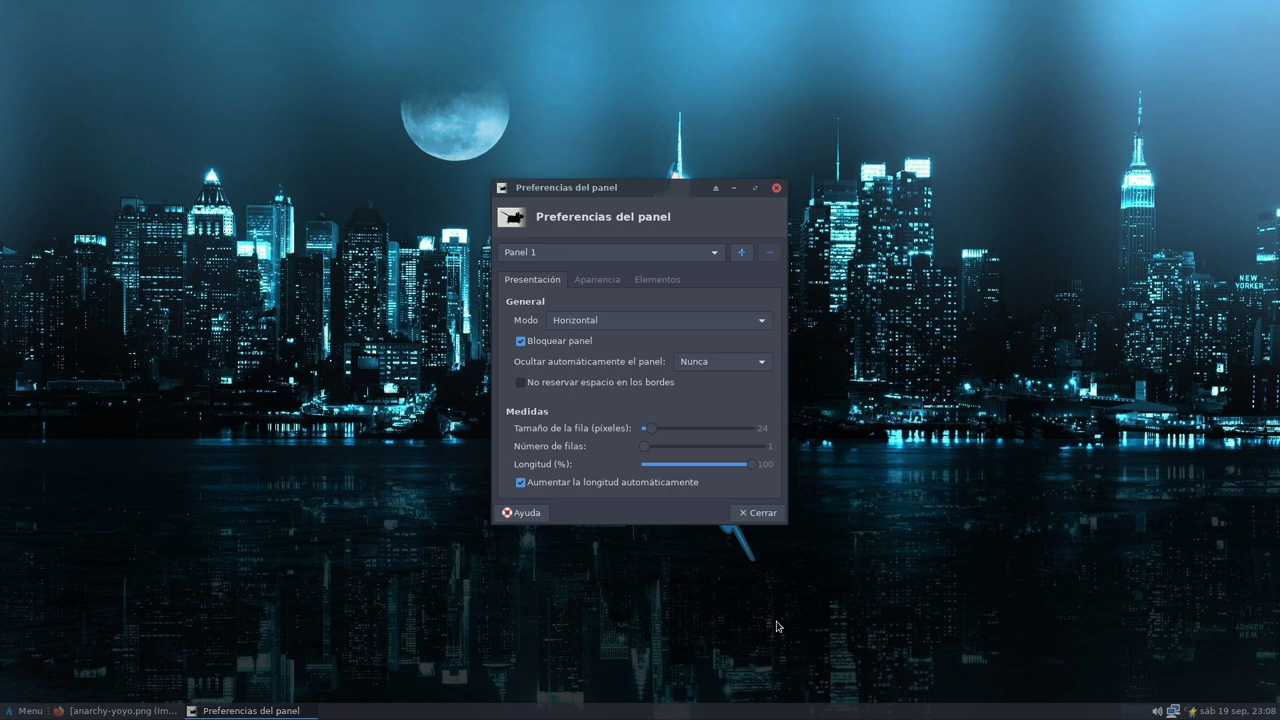 Preferencias del panel
Preferencias del panel
Panel 1
Presentación Apariencia Elementos
General
Modo Horizontal
Bloquear panel
Ocultar automáticamente el panel: Nunca
No reservar espacio en los bordes
Medidas
Tamaño de la fila (píxeles): 24
Número de filas: 1
Longitud (%): 100
Aumentar la longitud automáticamente
Ayuda Cerrar
NEW
YORKER
Menu [anarchy-yoyo.png (Im... Preferencias del panel sáb 19 sep, 23:08